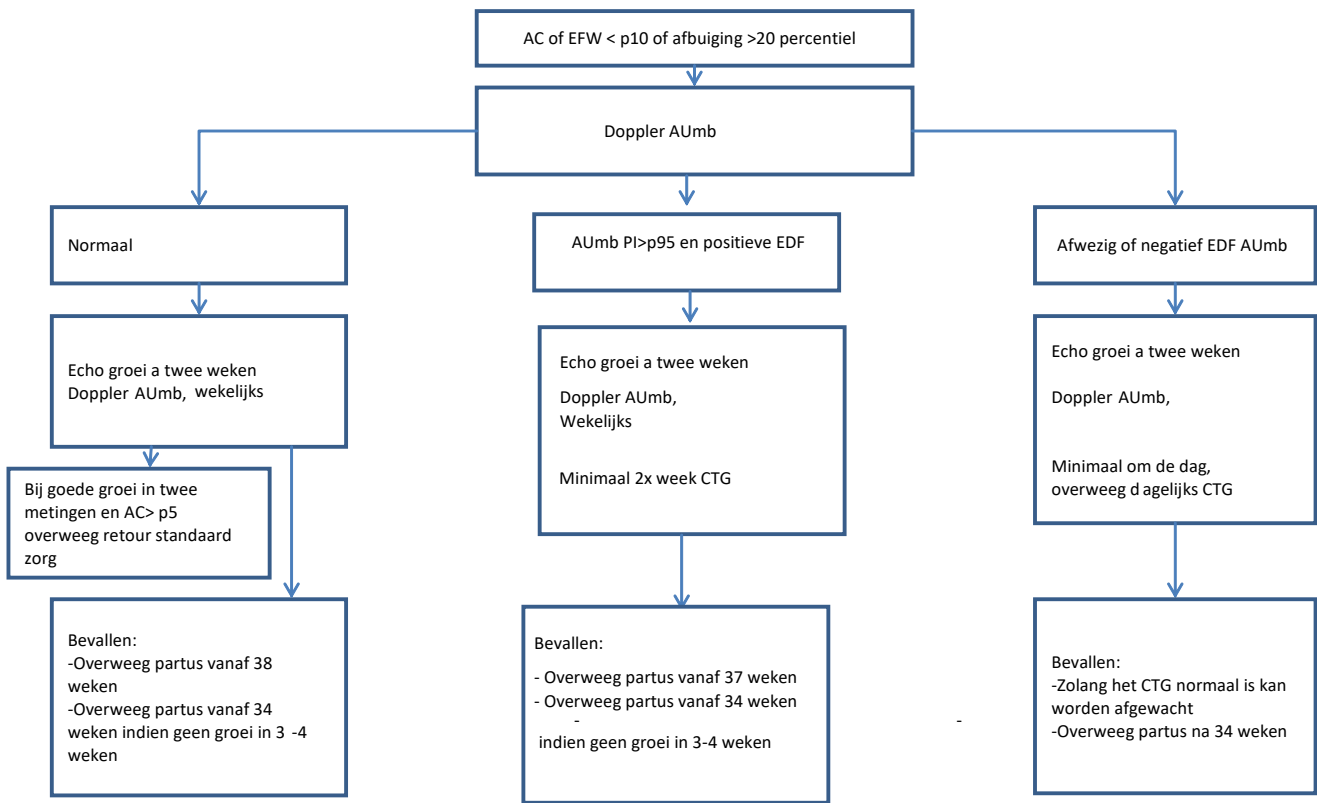 AC of EFW < p10 of afbuiging >20 percentiel
Doppler AUmb
Normaal
AUmb PI>p95 en positieve EDF
Afwezig of negatief EDF AUmb
Echo groei a twee weken
Doppler AUmb, wekelijks
Echo groei a twee weken
Doppler AUmb,
Wekelijks
Minimaal 2x week CTG
Echo groei a twee weken
Doppler AUmb,
Minimaal om de dag,
overweeg d agelijks CTG
Bij goede groei in twee
metingen en AC> p5
overweeg retour standaard
zorg
Bevallen:
-Overweeg partus vanaf 38
weken
-Overweeg partus vanaf 34
weken indien geen groei in 3 -4
weken
Bevallen:
- Overweeg partus vanaf 37 weken
- Overweeg partus vanaf 34 weken
-
indien geen groei in 3-4 weken
-
Bevallen:
-Zolang het CTG normaal is kan
worden afgewacht
-Overweeg partus na 34 weken